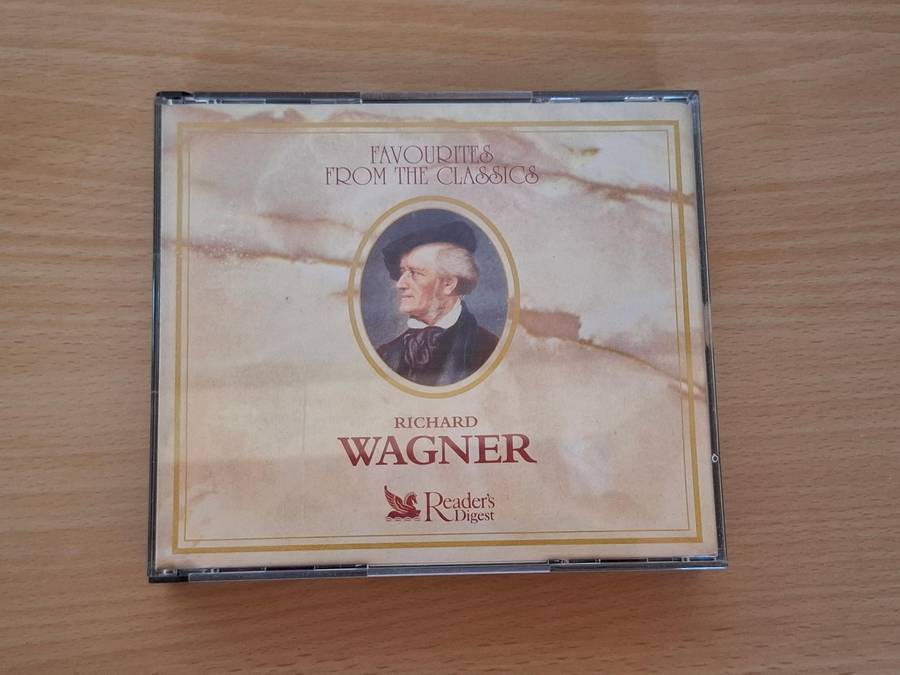 FAVOURITES
FROM THE CLASSICS
RICHARD
WAGNER
Reader's
Digest